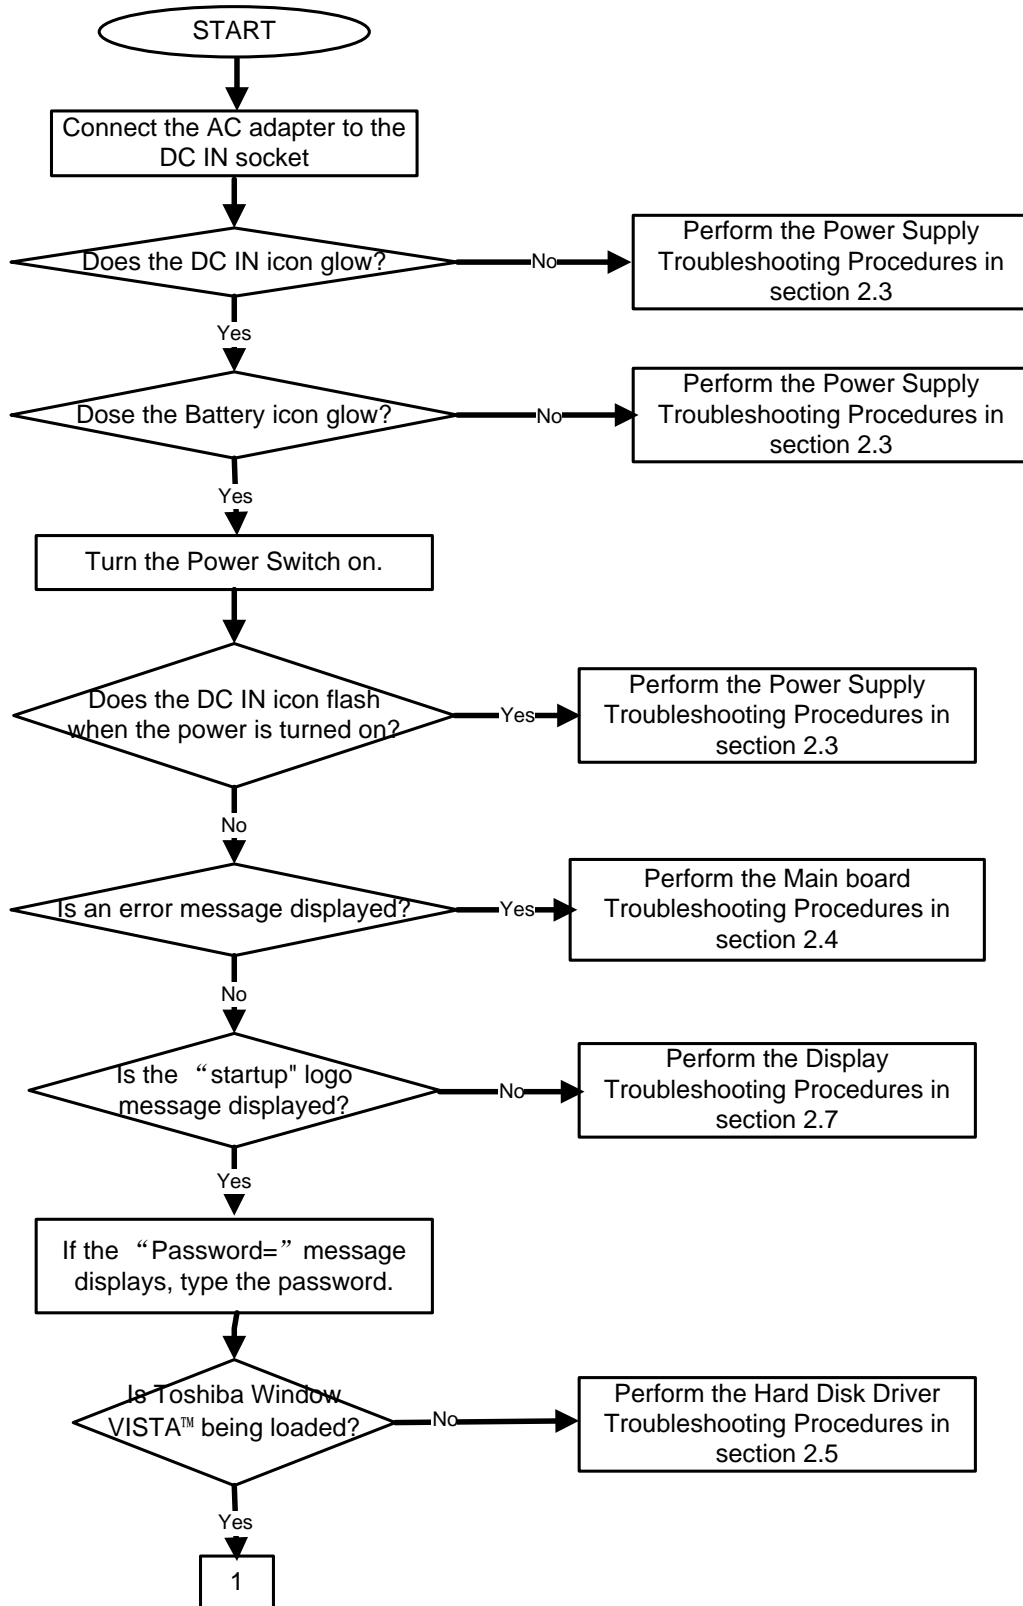 START
Connect the AC adapter to the
DC IN socket
Does the DC IN icon glow?
No
Perform the Power Supply
Troubleshooting Procedures in
section 2.3
Yes
Dose the Battery icon glow?
No
Perform the Power Supply
Troubleshooting Procedures in
section 2.3
Yes
Turn the Power Switch on.
Does the DC IN icon flash
when the power is turned on?
Yes
Perform the Power Supply
Troubleshooting Procedures in
section 2.3
No
Is an error message displayed?
Yes
Perform the Main board
Troubleshooting Procedures in
section 2.4
No
Is the “startup" logo
message displayed?
No
Perform the Display
Troubleshooting Procedures in
section 2.7
Yes
If the “Password=” message
displays, type the password.
Is Toshiba Window
VISTA™ being loaded?
No
Perform the Hard Disk Driver
Troubleshooting Procedures in
section 2.5
Yes
1